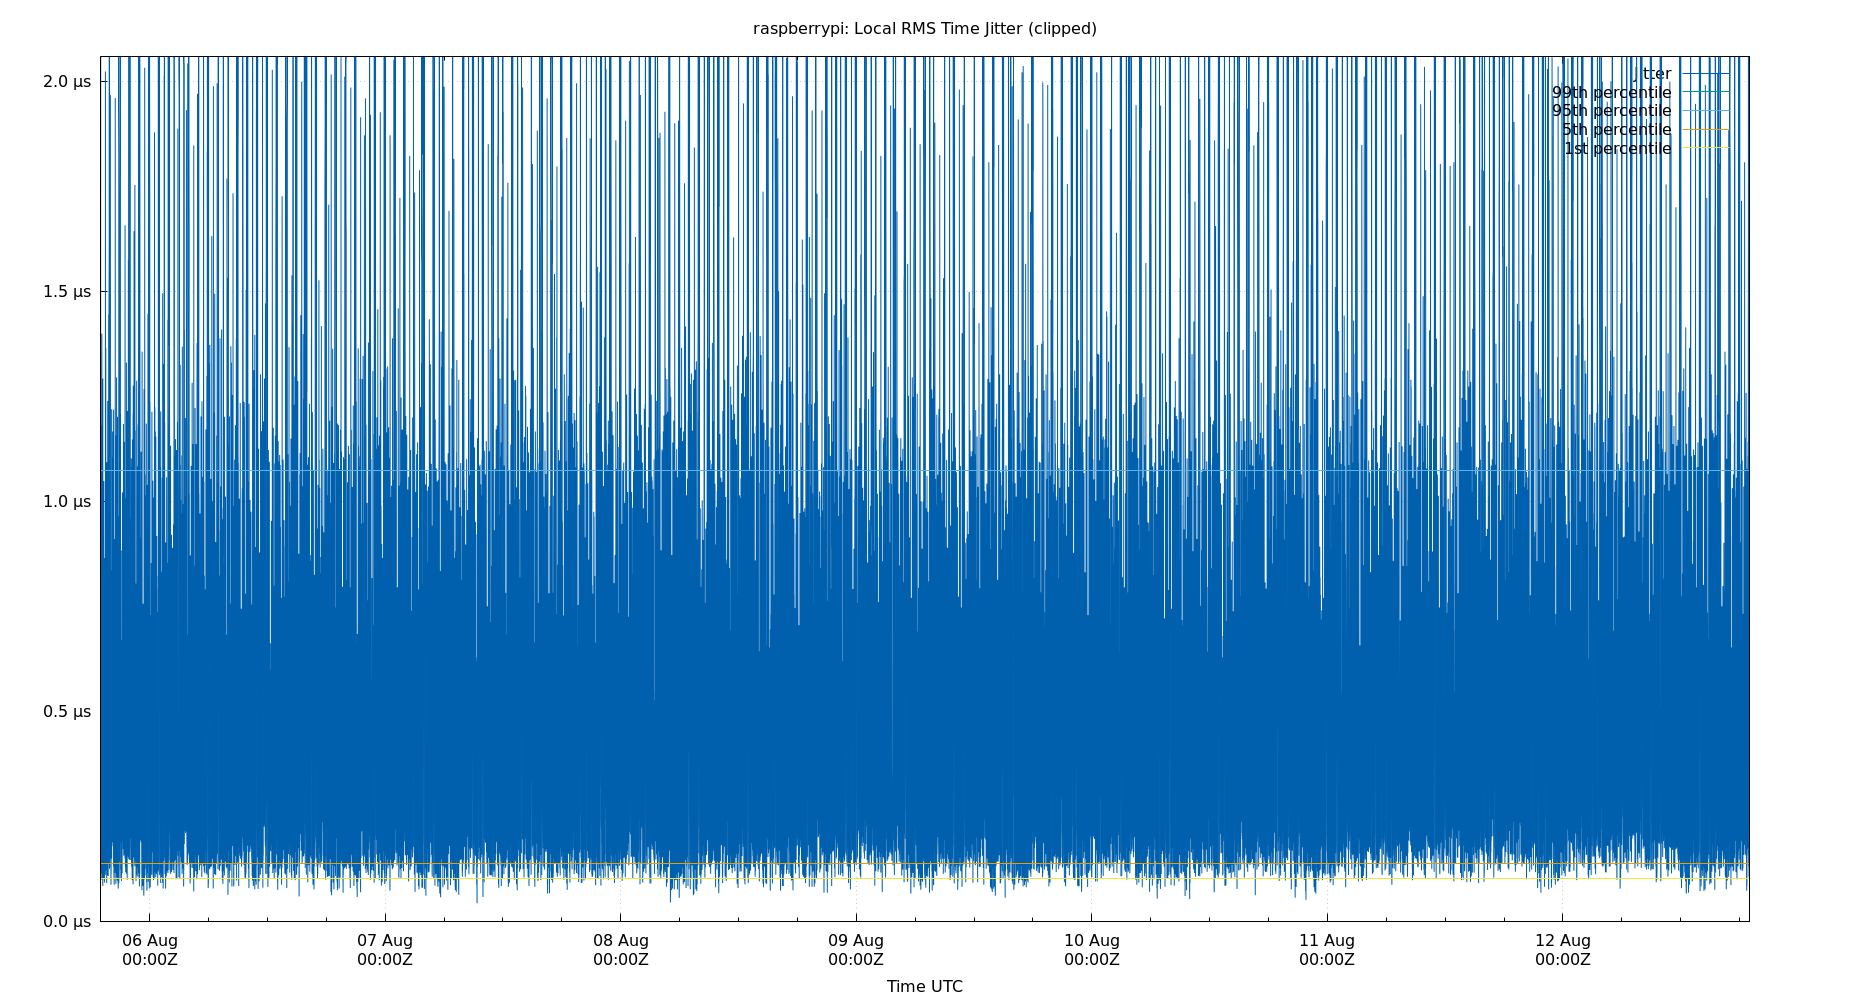 raspberrypi: Local RMS Time Jitter (clipped)
2.0 µs
1.5 µs
1.0 µs
0.5 µs
0.0 µs
jitter
99th percentile
95th percentile
5th percentile
1st percentile
06 Aug 07 Aug 08 Aug 09 Aug 10 Aug 11 Aug 12 Aug
00:00Z 00:00Z 00:00Z 00:00Z 00:00Z 00:00Z 00:00Z
Time UTC